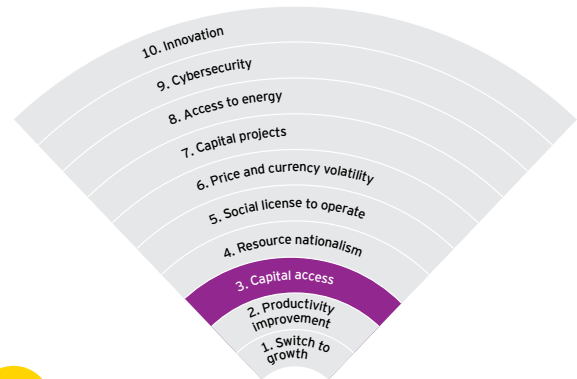 10. Innovation
9. Cybersecurity
8. Access to energy
7. Capital projects
6. Price and currency volatility
5. Social license to operate
4. Resource nationalism
3. Capital access
2. Productivity
improvement
1. Switch to
growth